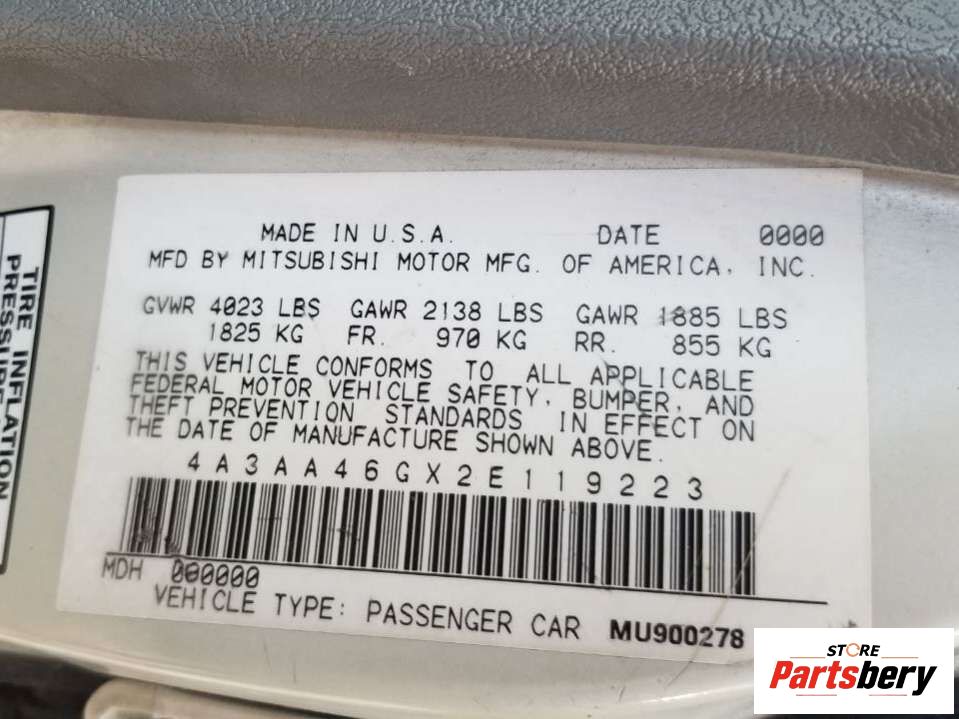 MADE IN U.S.A. DATE 0000
MFD BY MITSUBISHI MOTOR MFG. OF AMERICA, INC.
GVWR 4023 LBS GAWR 2138 LBS GAWR 1885 LBS
1825 KG FR. 970 KG RR. 855 KG
THIS VEHICLE CONFORMS TO ALL APPLICABLE
FEDERAL MOTOR VEHICLE SAFETY, BUMPER, AND
THEFT PREVENTION STANDARDS IN EFFECT ON
THE DATE OF MANUFACTURE SHOWN ABOVE.
4A3AA46GX2E119223
MDH 000000
VEHICLE TYPE: PASSENGER CAR MU900278
TIRE INFLATION
PRESSURE
STORE
Partsbery